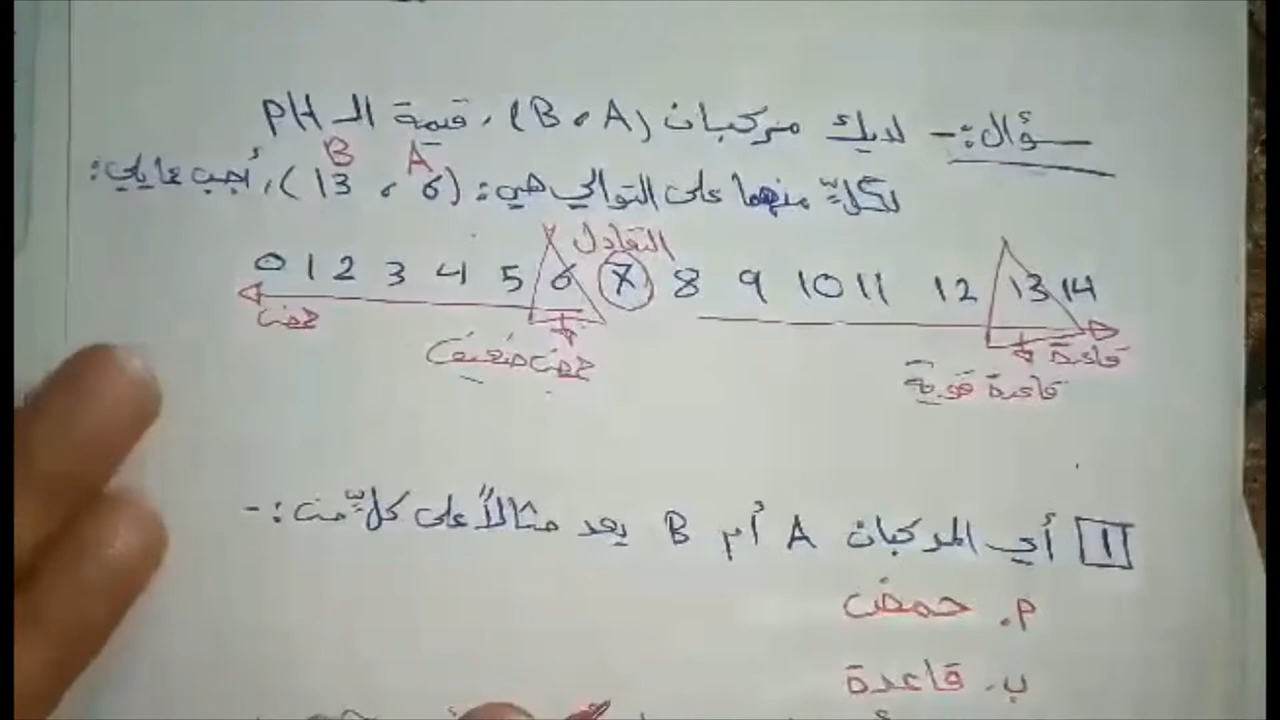 سؤال:- لديك مركبات (A ، B)، قيمة الـ pH
B A
لكلٍّ منهما على التوالي هي: (6 ، 13)، أجب عما يلي:
التعادل
0 1 2 3 4 5 6 7 8 9 10 11 12 13 14
حمض
قاعدة
حمض ضعيف
قاعدة قوية
1 أي المركبات A أم B يعد مثالاً على كلٍّ من:-
م. حمض
ب. قاعدة